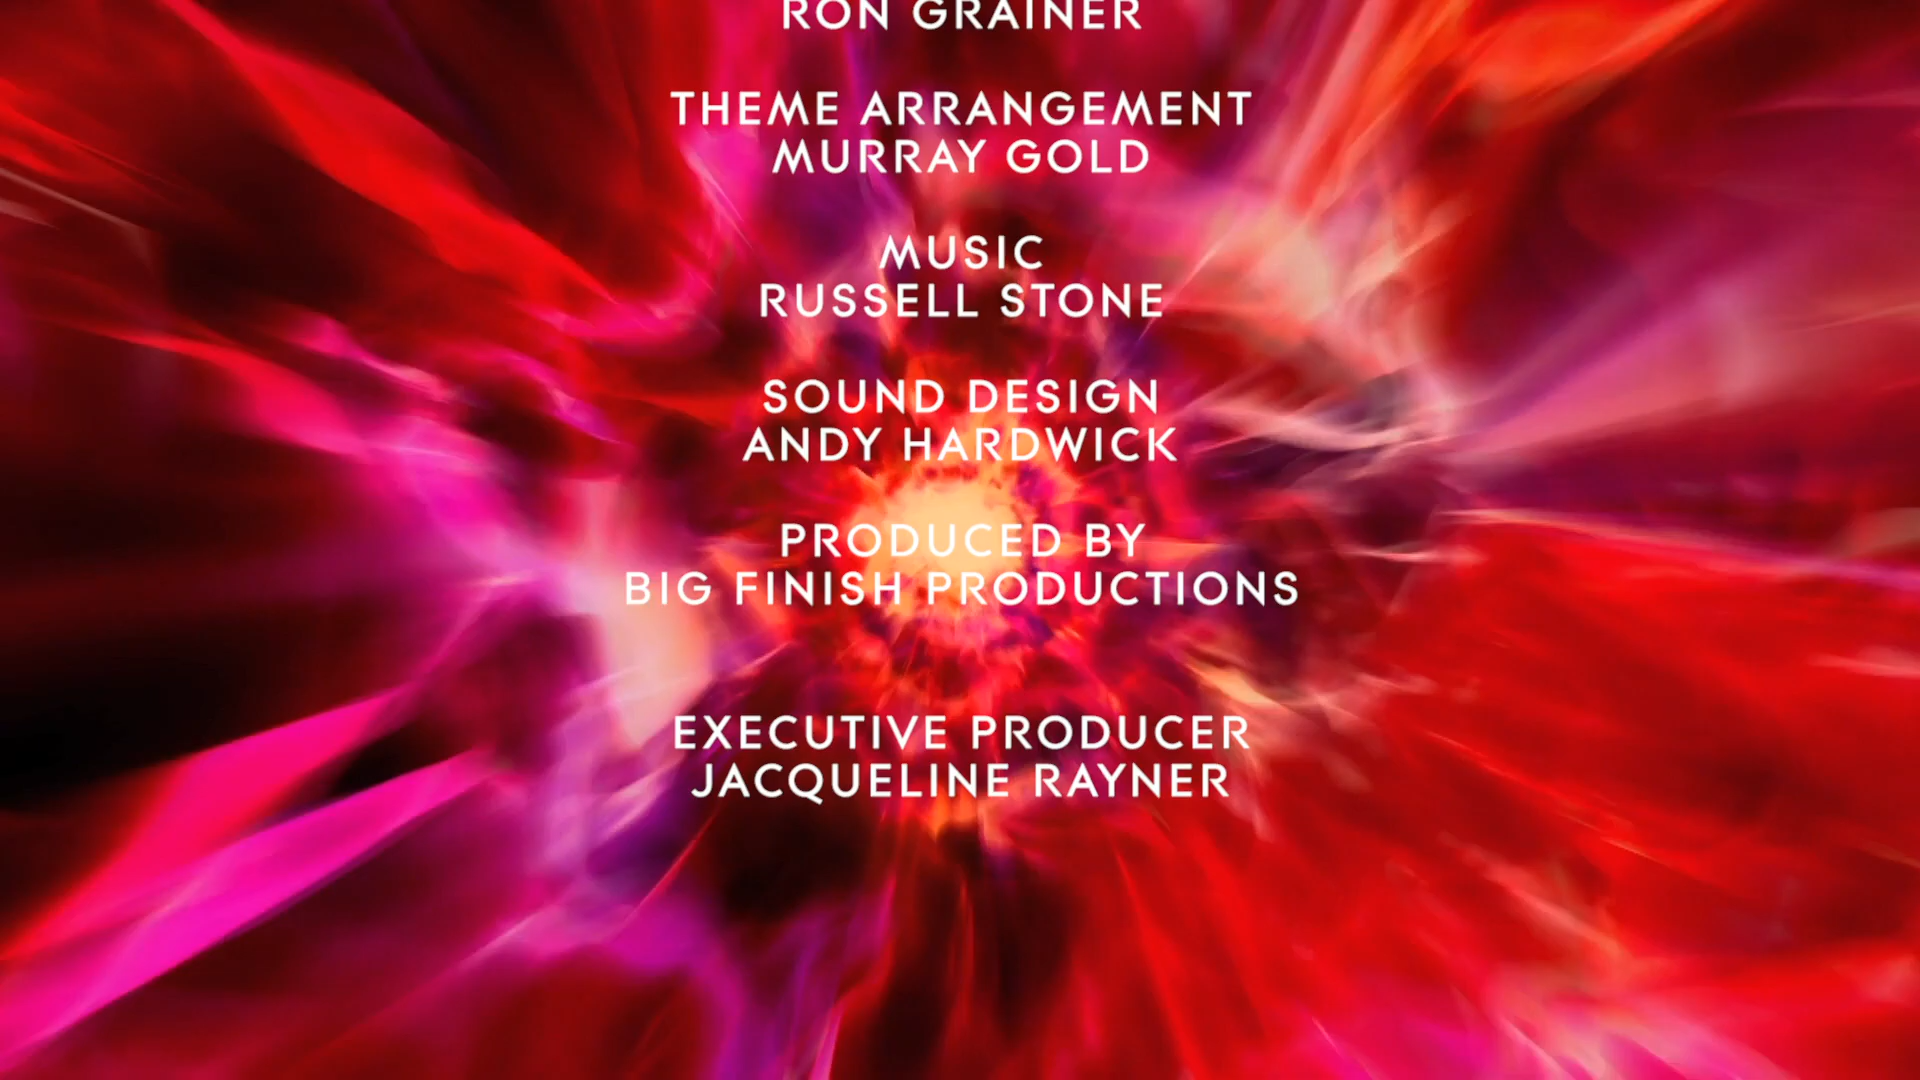 RON GRAINER
THEME ARRANGEMENT
MURRAY GOLD
MUSIC
RUSSELL STONE
SOUND DESIGN
ANDY HARDWICK
PRODUCED BY
BIG FINISH PRODUCTIONS
EXECUTIVE PRODUCER
JACQUELINE RAYNER